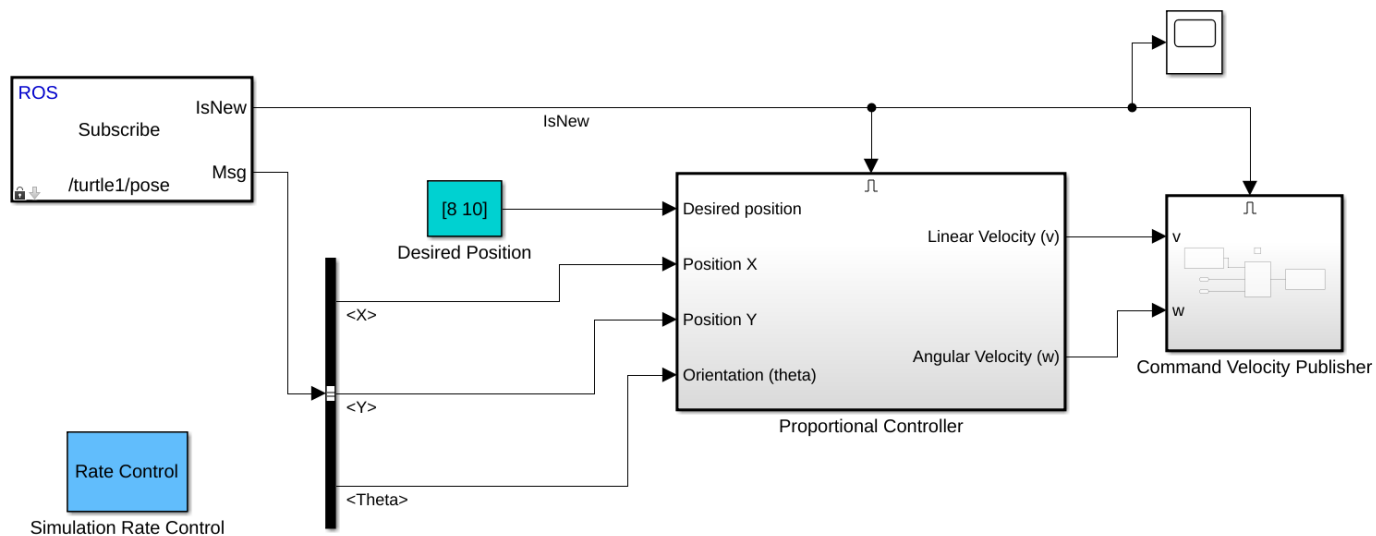 ROS
IsNew
Subscribe
Msg
/turtle1/pose
IsNew
[8 10]
Desired Position
Desired position
Linear Velocity (v)
Position X
Position Y
Angular Velocity (w)
Orientation (theta)
Proportional Controller
v
w
Command Velocity Publisher
<X>
<Y>
<Theta>
Rate Control
Simulation Rate Control